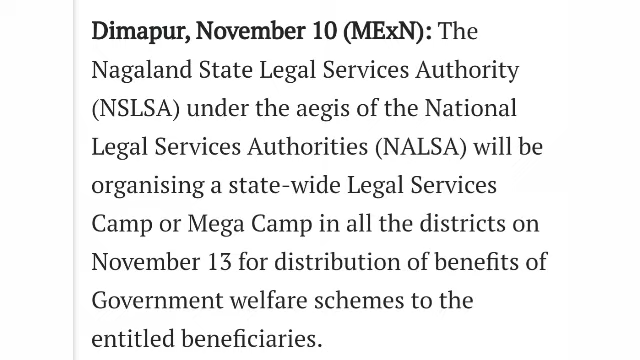 Dimapur, November 10 (MExN): The
Nagaland State Legal Services Authority
(NSLSA) under the aegis of the National
Legal Services Authorities (NALSA) will be
organising a state-wide Legal Services
Camp or Mega Camp in all the districts on
November 13 for distribution of benefits of
Government welfare schemes to the
entitled beneficiaries.